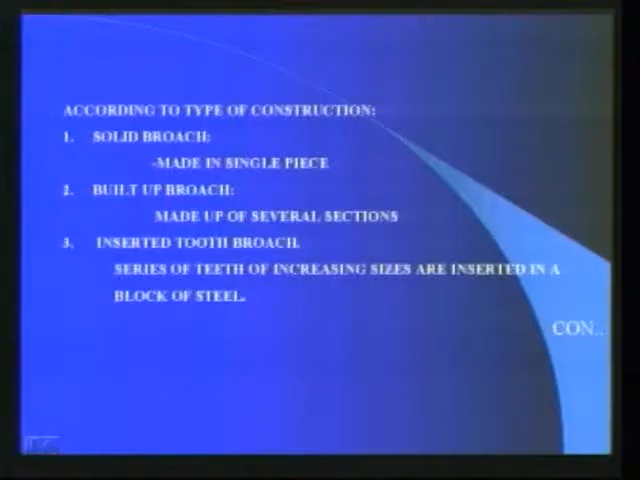 ACCORDING TO TYPE OF CONSTRUCTION:
1. SOLID BROACH:
-MADE IN SINGLE PIECE
2. BUILT UP BROACH:
MADE UP OF SEVERAL SECTIONS
3. INSERTED TOOTH BROACH.
SERIES OF TEETH OF INCREASING SIZES ARE INSERTED IN A
BLOCK OF STEEL.
CON..